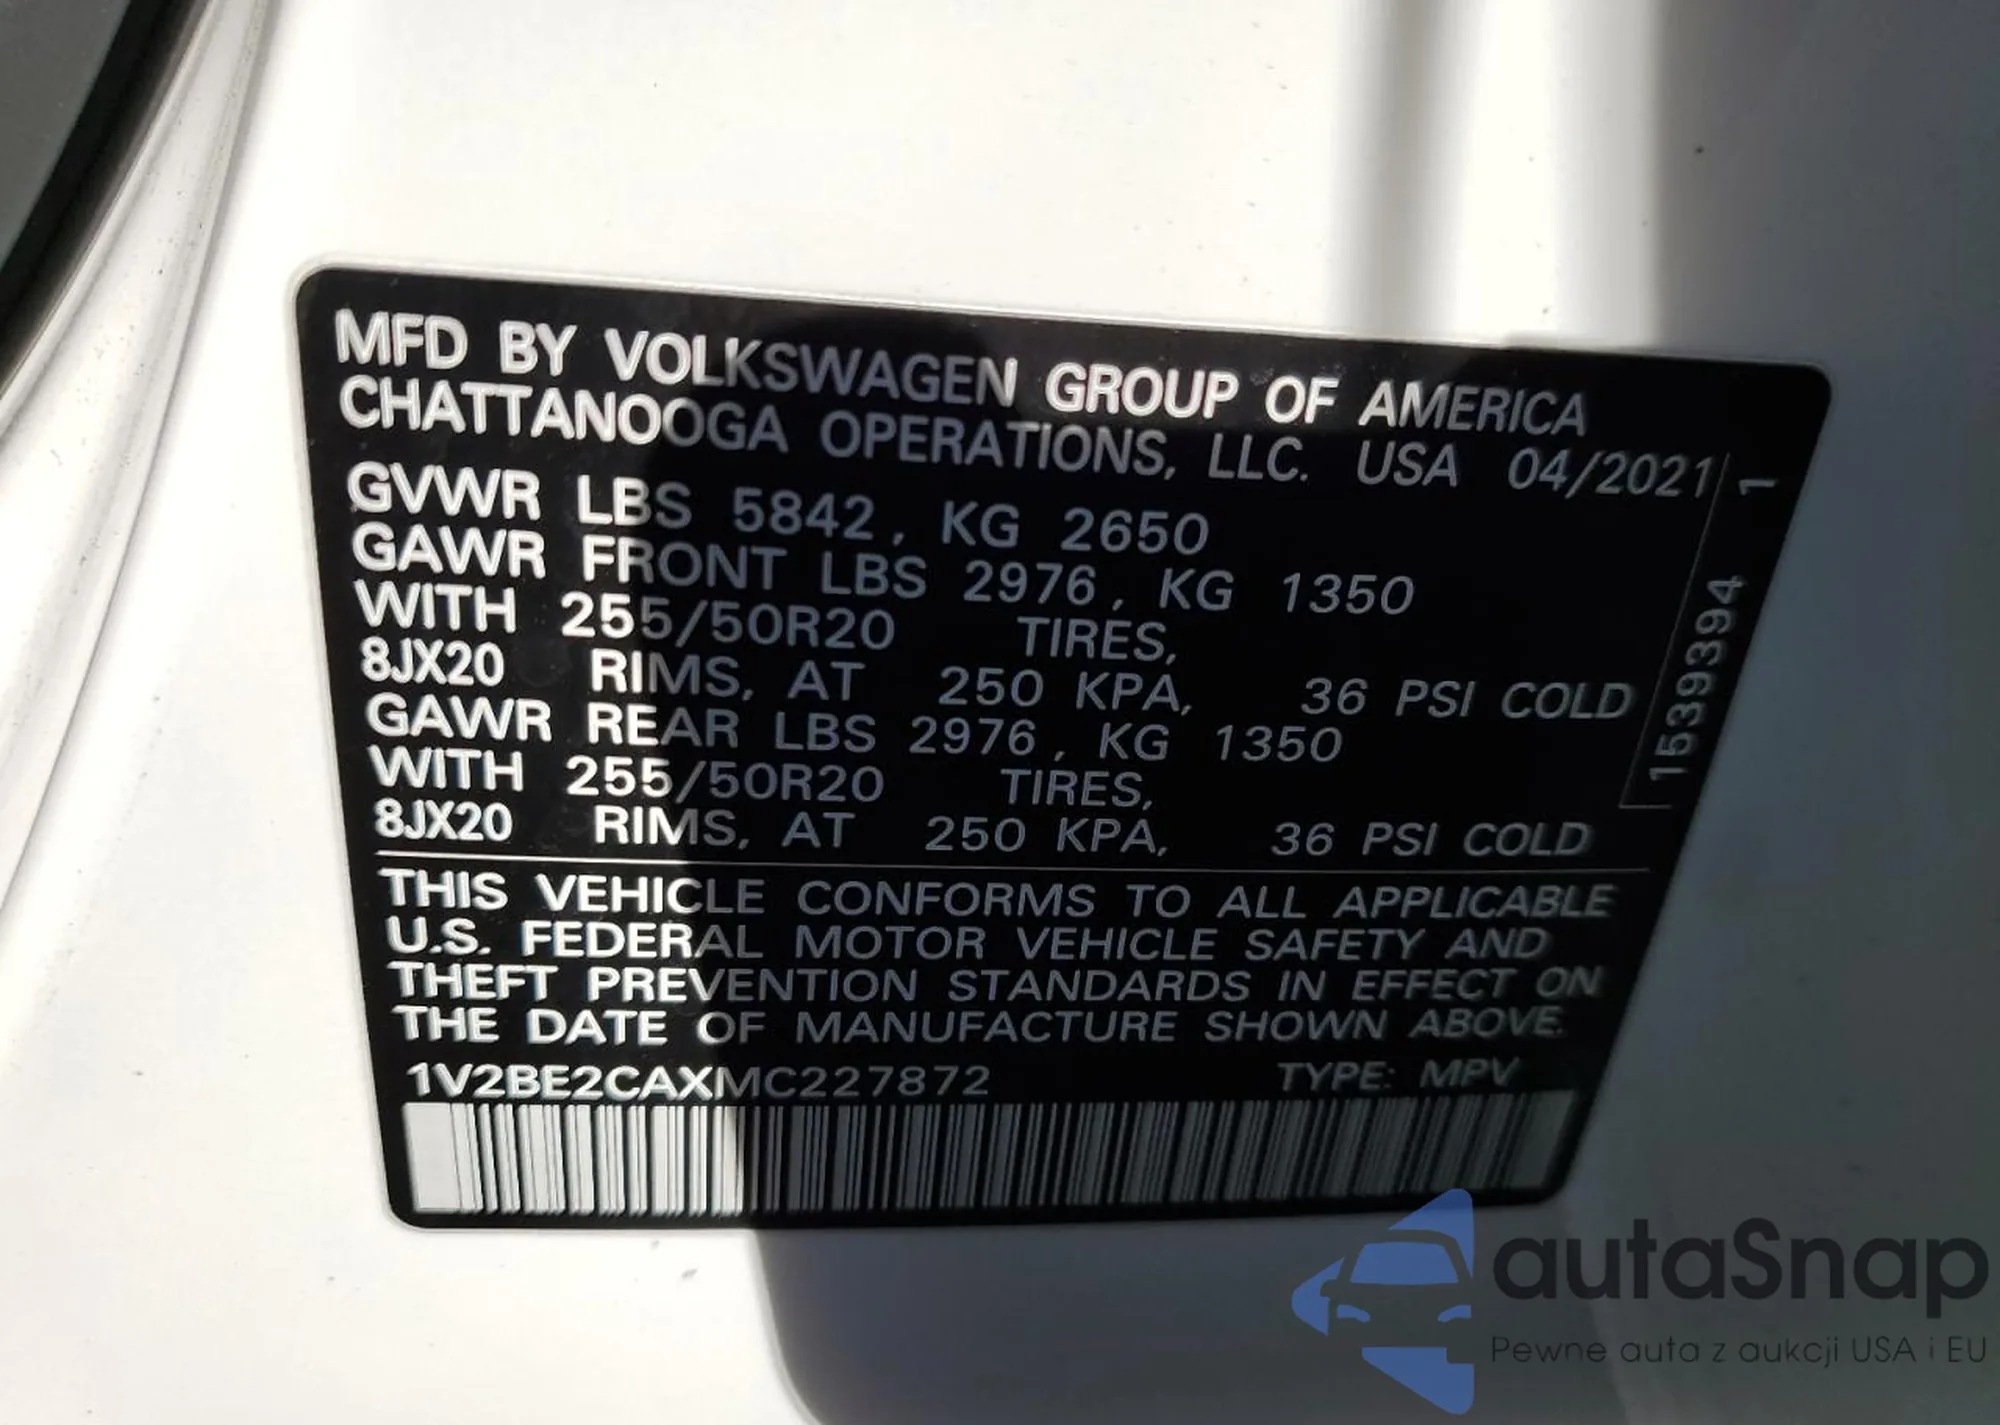 MFD BY VOLKSWAGEN GROUP OF AMERICA
CHATTANOOGA OPERATIONS, LLC. USA 04/2021
GVWR LBS 5842, KG 2650
GAWR FRONT LBS 2976, KG 1350
WITH 255/50R20 TIRES,
8JX20 RIMS, AT 250 KPA, 36 PSI COLD
GAWR REAR LBS 2976, KG 1350
WITH 255/50R20 TIRES,
8JX20 RIMS, AT 250 KPA, 36 PSI COLD
1539394 1
THIS VEHICLE CONFORMS TO ALL APPLICABLE
U.S. FEDERAL MOTOR VEHICLE SAFETY AND
THEFT PREVENTION STANDARDS IN EFFECT ON
THE DATE OF MANUFACTURE SHOWN ABOVE.
1V2BE2CAXMC227872 TYPE: MPV
autaSnap
Pewne auta z aukcji USA i EU